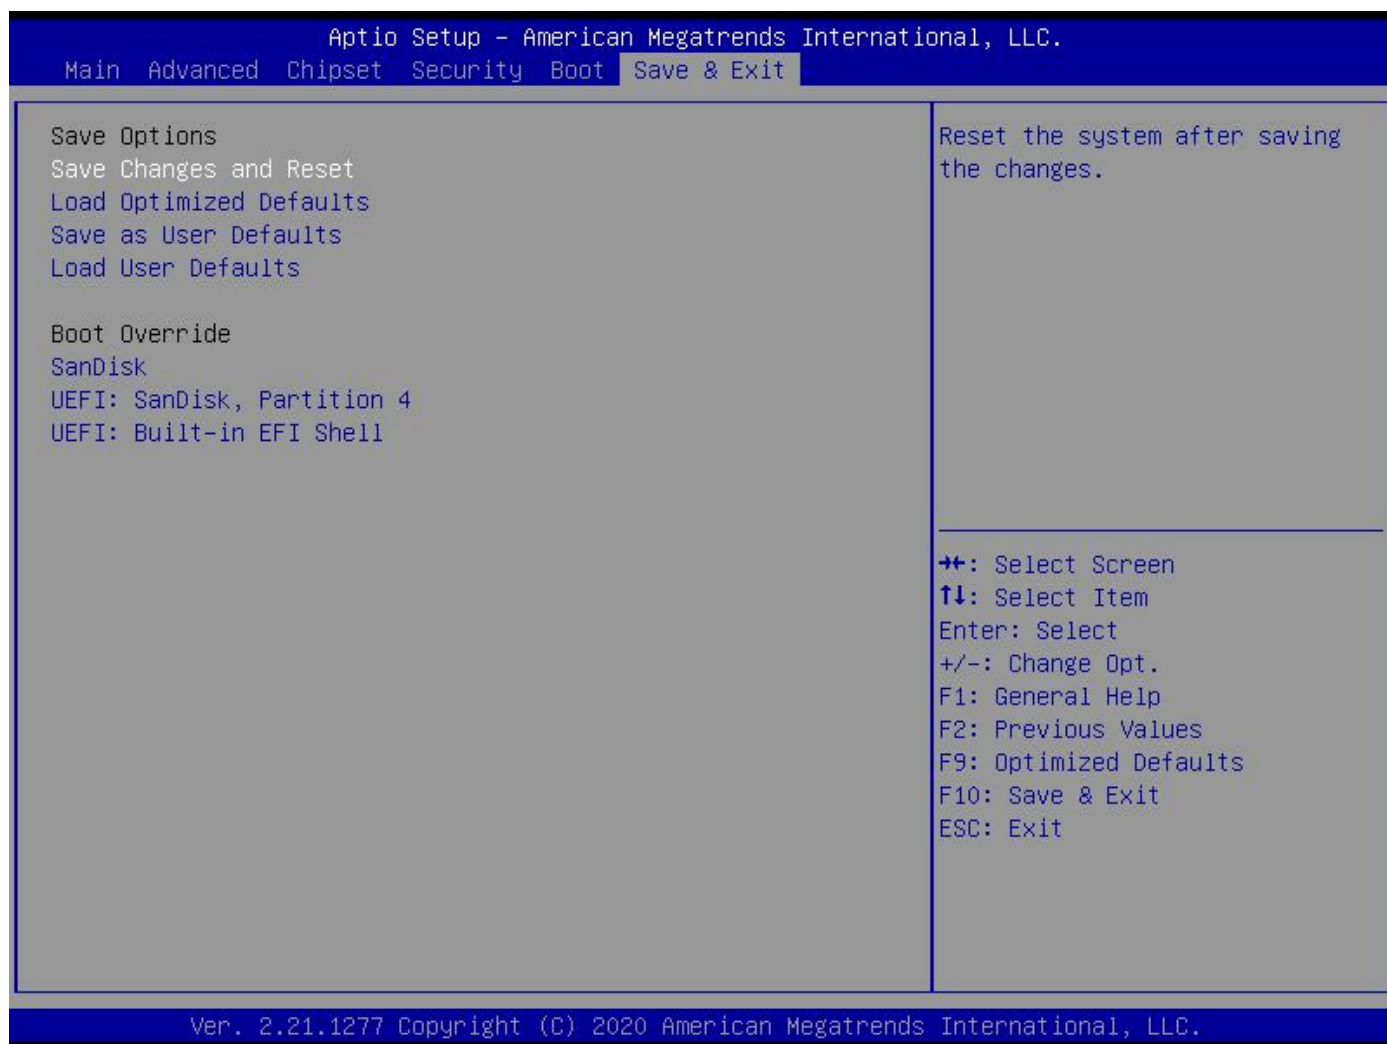 Aptio Setup – American Megatrends International, LLC.
Main Advanced Chipset Security Boot Save & Exit
Save Options
Save Changes and Reset
Load Optimized Defaults
Save as User Defaults
Load User Defaults
Boot Override
SanDisk
UEFI: SanDisk, Partition 4
UEFI: Built-in EFI Shell
Reset the system after saving
the changes.
→←: Select Screen
↑↓: Select Item
Enter: Select
+/-: Change Opt.
F1: General Help
F2: Previous Values
F9: Optimized Defaults
F10: Save & Exit
ESC: Exit
Ver. 2.21.1277 Copyright (C) 2020 American Megatrends International, LLC.